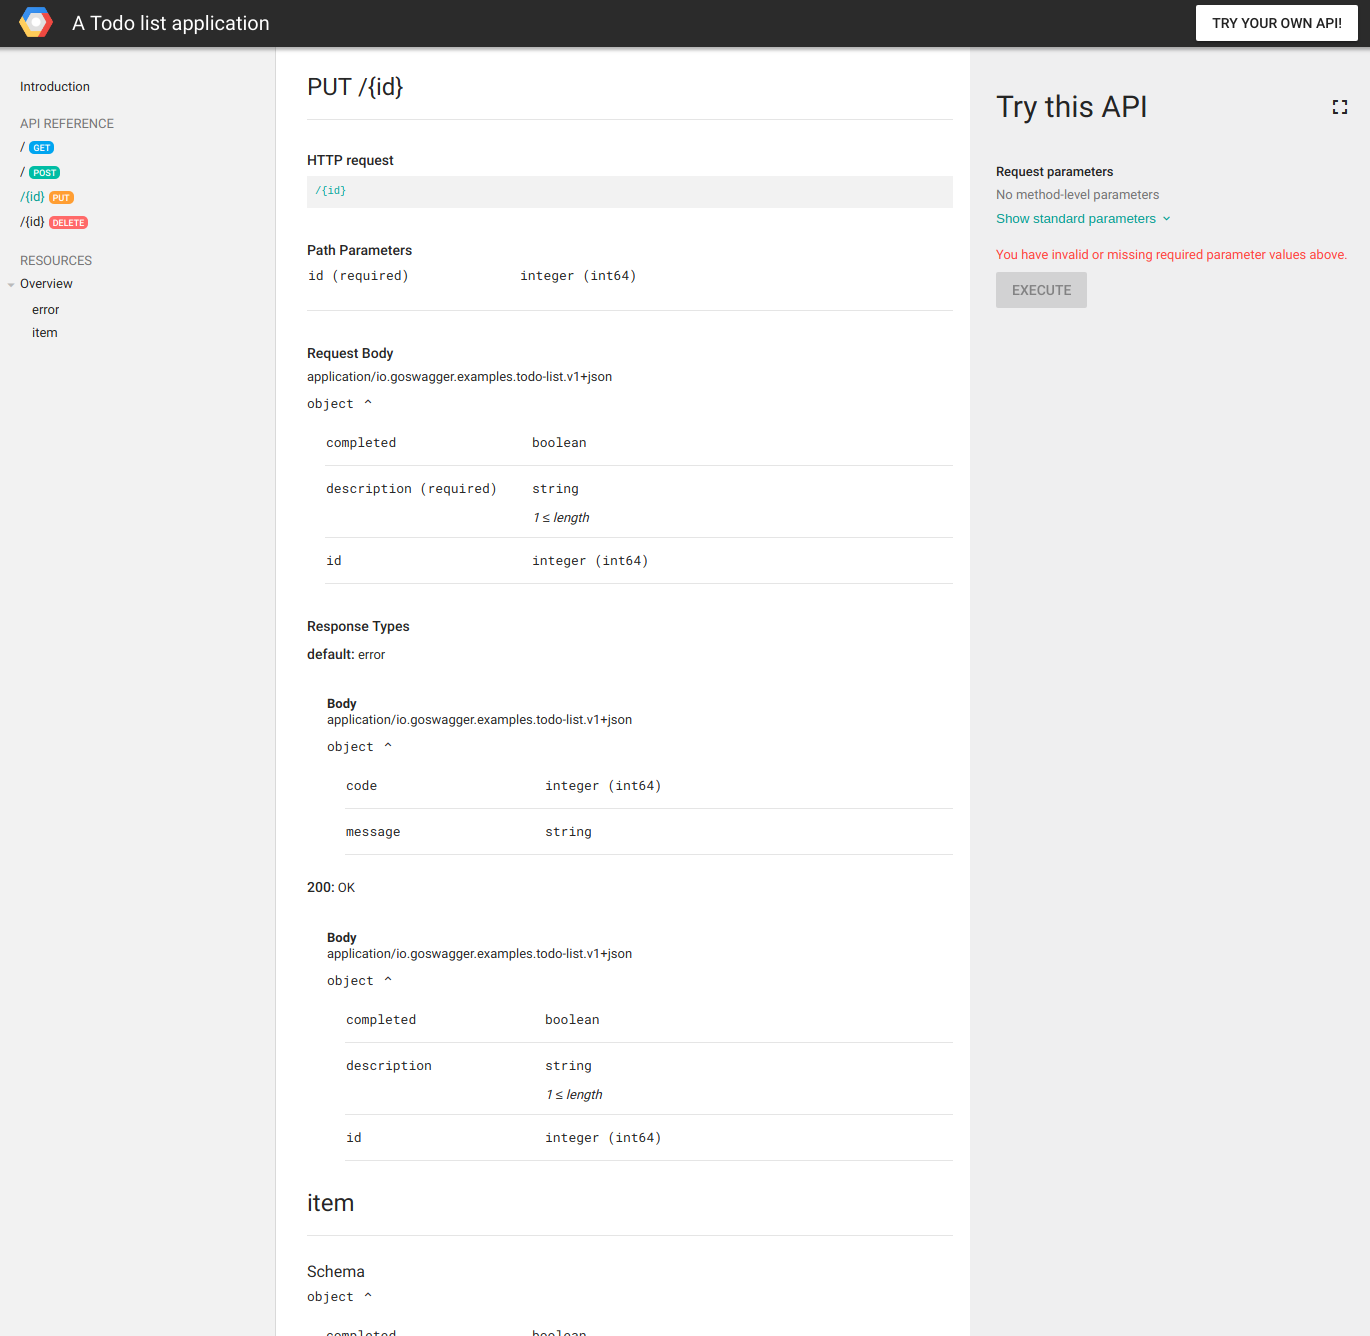 A Todo list application
TRY YOUR OWN API!
Introduction
API REFERENCE
/ GET
/ POST
/{id} PUT
/{id} DELETE
RESOURCES
Overview
error
item
PUT /{id}
HTTP request
/{id}
Path Parameters
id (required) integer (int64)
Request Body
application/io.goswagger.examples.todo-list.v1+json
object ^
completed boolean
description (required) string
1 ≤ length
id integer (int64)
Response Types
default: error
Body
application/io.goswagger.examples.todo-list.v1+json
object ^
code integer (int64)
message string
200: OK
Body
application/io.goswagger.examples.todo-list.v1+json
object ^
completed boolean
description string
1 ≤ length
id integer (int64)
item
Schema
object ^
completed boolean
Try this API
Request parameters
No method-level parameters
Show standard parameters
You have invalid or missing required parameter values above.
EXECUTE